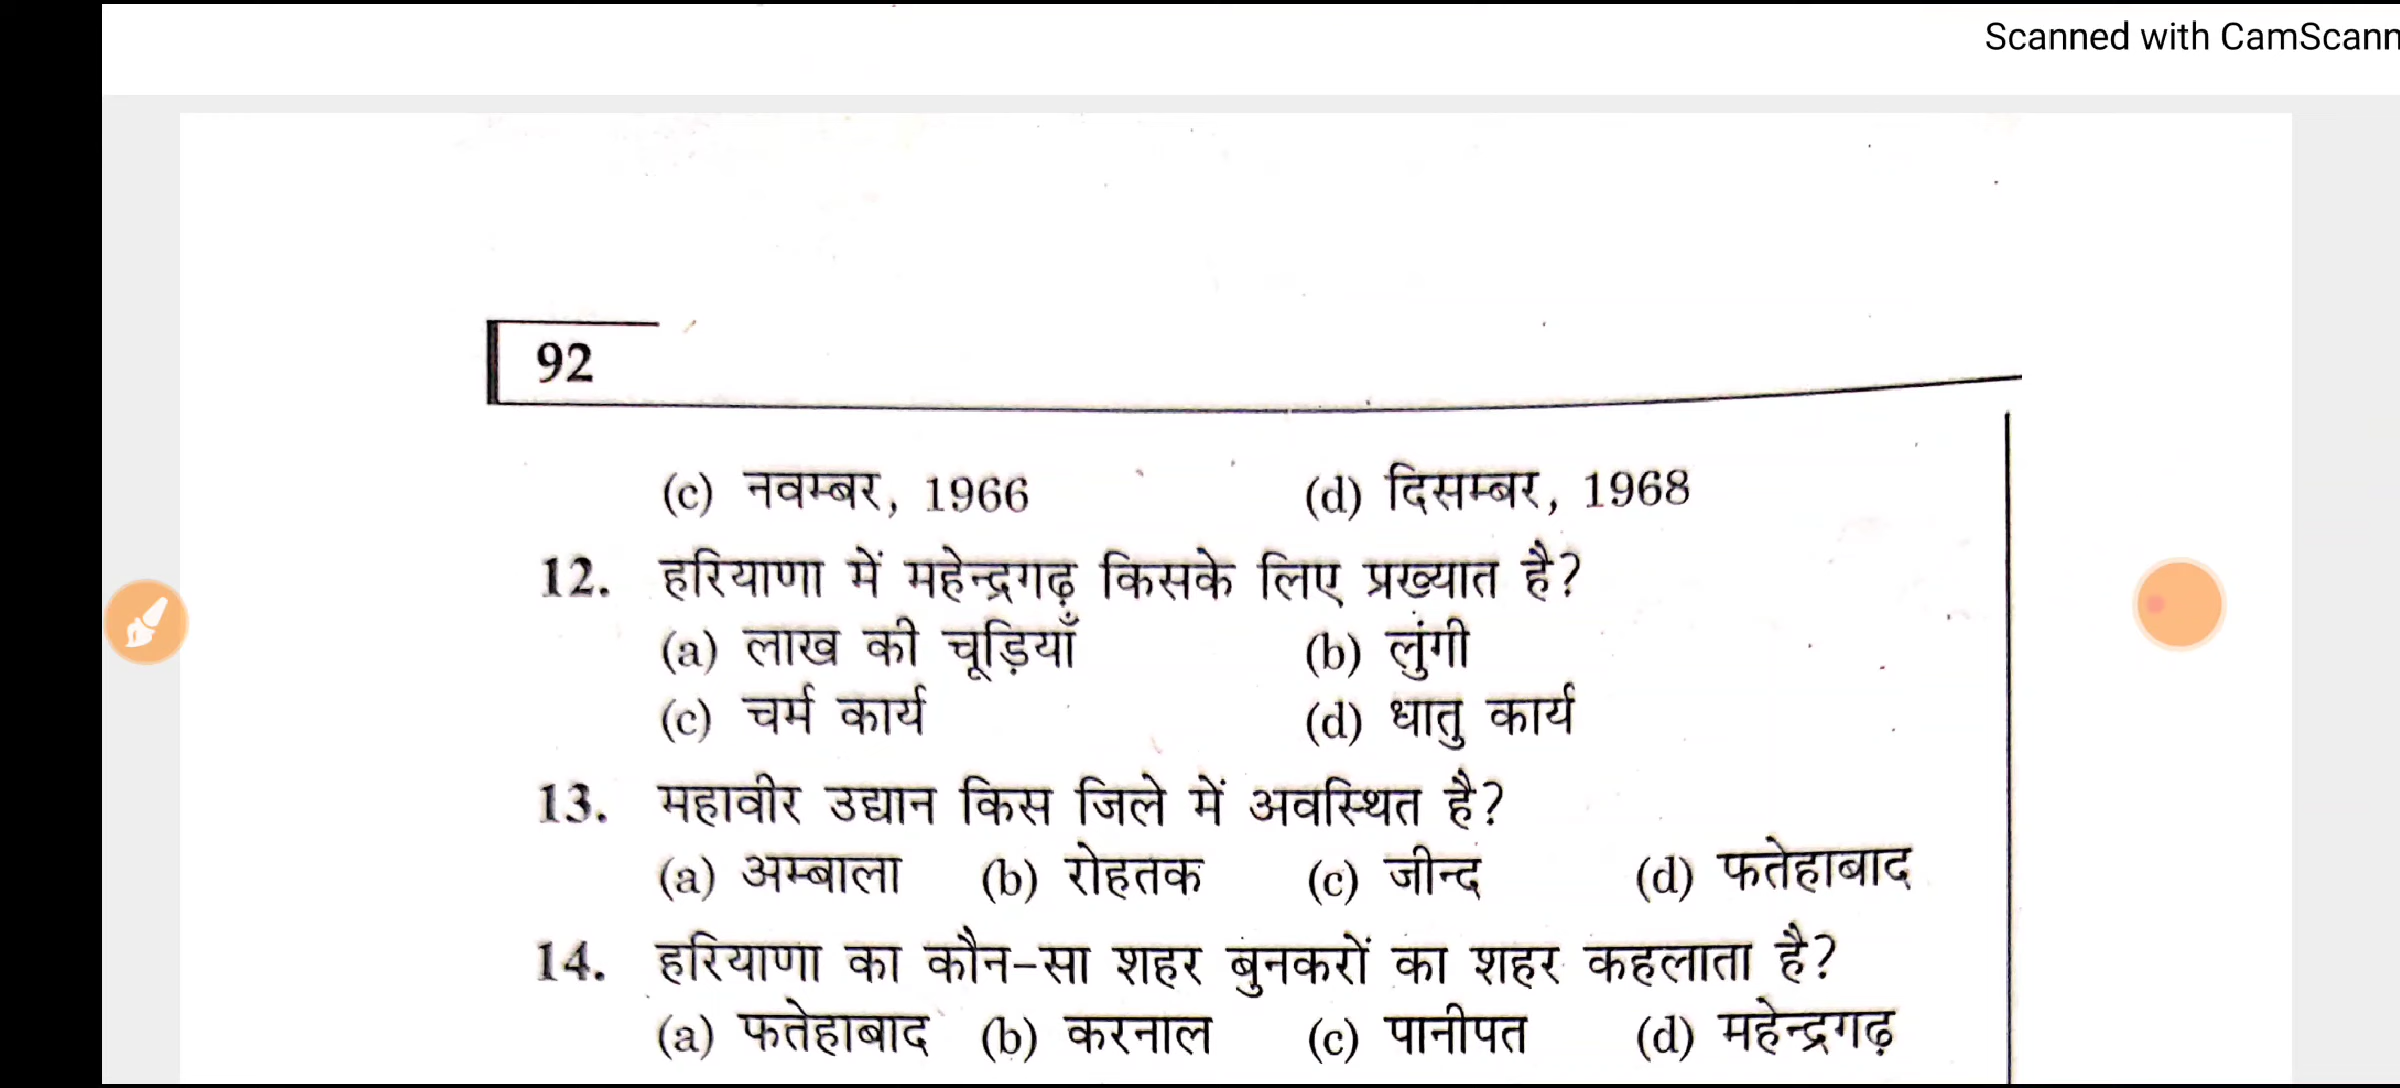 Scanned with CamScann
92
(c) नवम्बर, 1966 (d) दिसम्बर, 1968
12. हरियाणा में महेन्द्रगढ़ किसके लिए प्रख्यात है?
(a) लाख की चूड़ियाँ (b) लुंगी
(c) चर्म कार्य (d) धातु कार्य
13. महावीर उद्यान किस जिले में अवस्थित है?
(a) अम्बाला (b) रोहतक (c) जीन्द (d) फतेहाबाद
14. हरियाणा का कौन-सा शहर बुनकरों का शहर कहलाता है?
(a) फतेहाबाद (b) करनाल (c) पानीपत (d) महेन्द्रगढ़